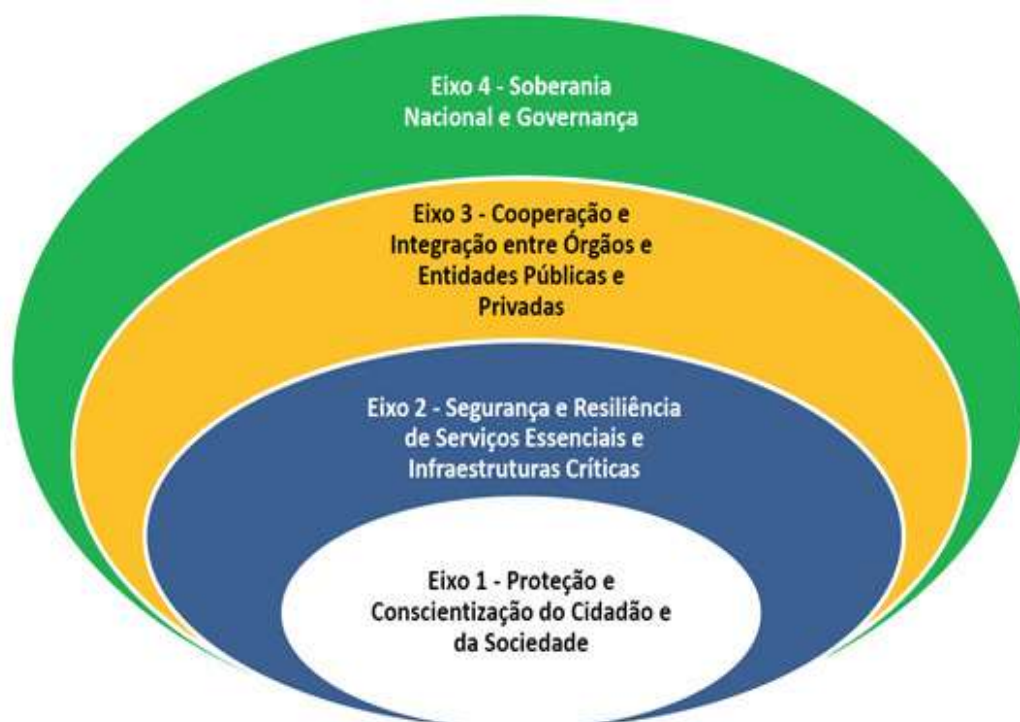 Eixo 4 - Soberania
Nacional e Governança
Eixo 3 - Cooperação e
Integração entre Órgãos e
Entidades Públicas e
Privadas
Eixo 2 - Segurança e Resiliência
de Serviços Essenciais e
Infraestruturas Críticas
Eixo 1 - Proteção e
Conscientização do Cidadão e
da Sociedade